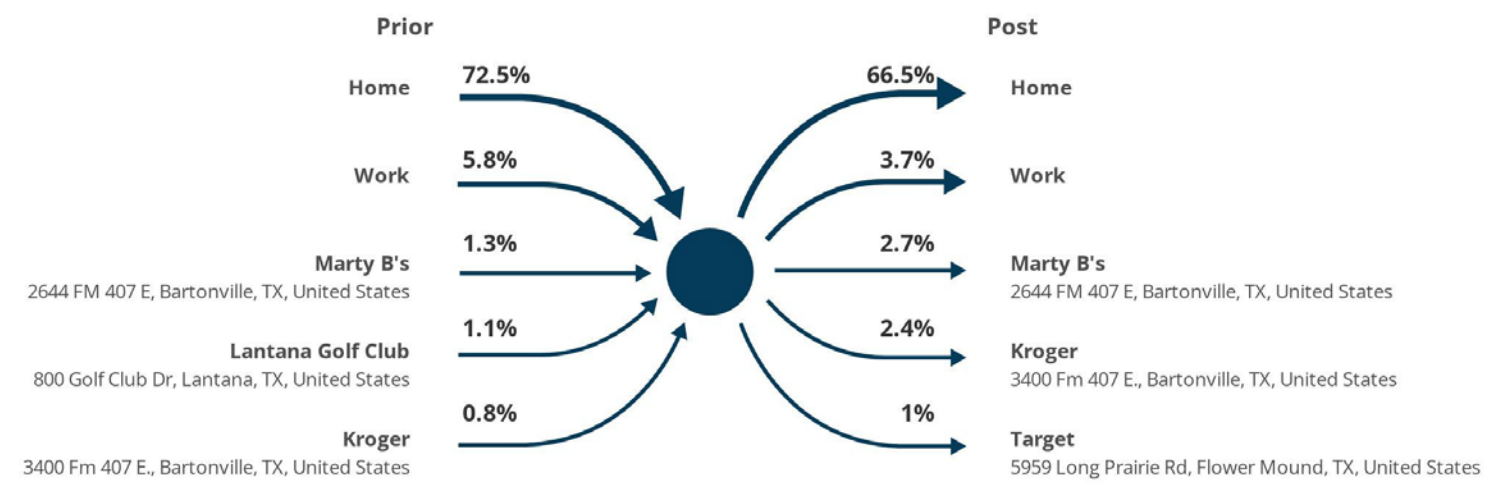 Prior
Home
72.5%
Work
5.8%
Marty B's
2644 FM 407 E, Bartonville, TX, United States
1.3%
Lantana Golf Club
800 Golf Club Dr, Lantana, TX, United States
1.1%
Kroger
3400 Fm 407 E., Bartonville, TX, United States
0.8%
Post
66.5%
Home
3.7%
Work
2.7%
Marty B's
2644 FM 407 E, Bartonville, TX, United States
2.4%
Kroger
3400 Fm 407 E., Bartonville, TX, United States
1%
Target
5959 Long Prairie Rd, Flower Mound, TX, United States